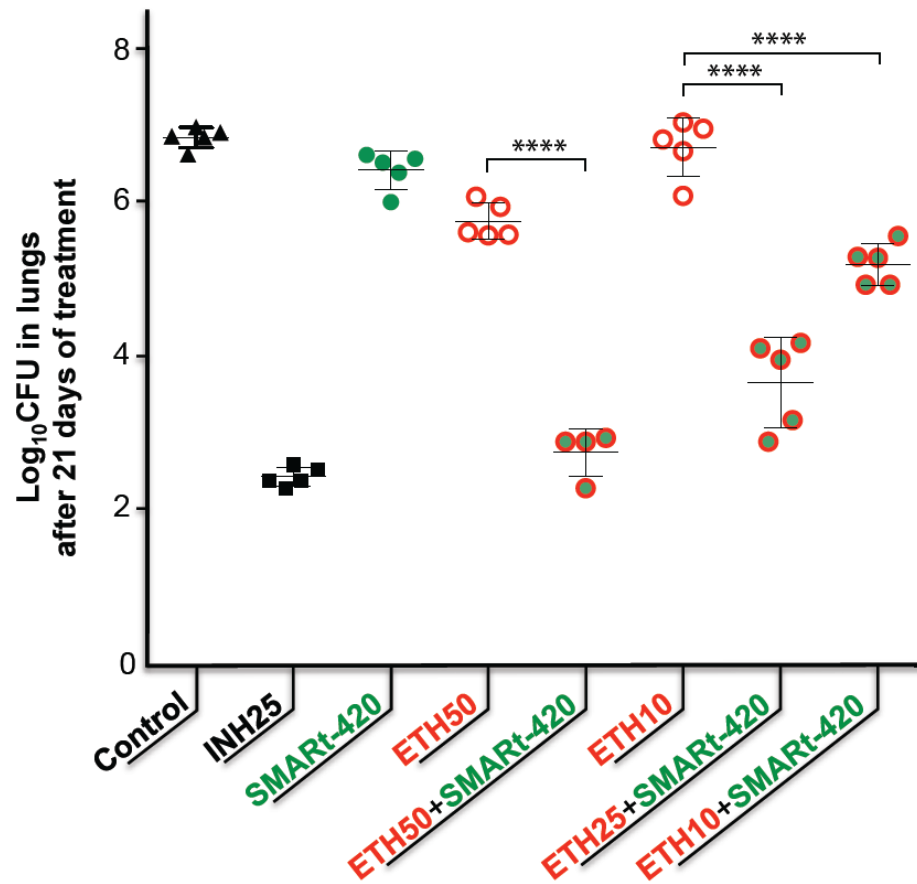 Log₁₀CFU in lungs
after 21 days of treatment
8
6
4
2
0
****
****
****
Control
INH25
SMARt-420
ETH50
ETH50+SMARt-420
ETH10
ETH25+SMARt-420
ETH10+SMARt-420